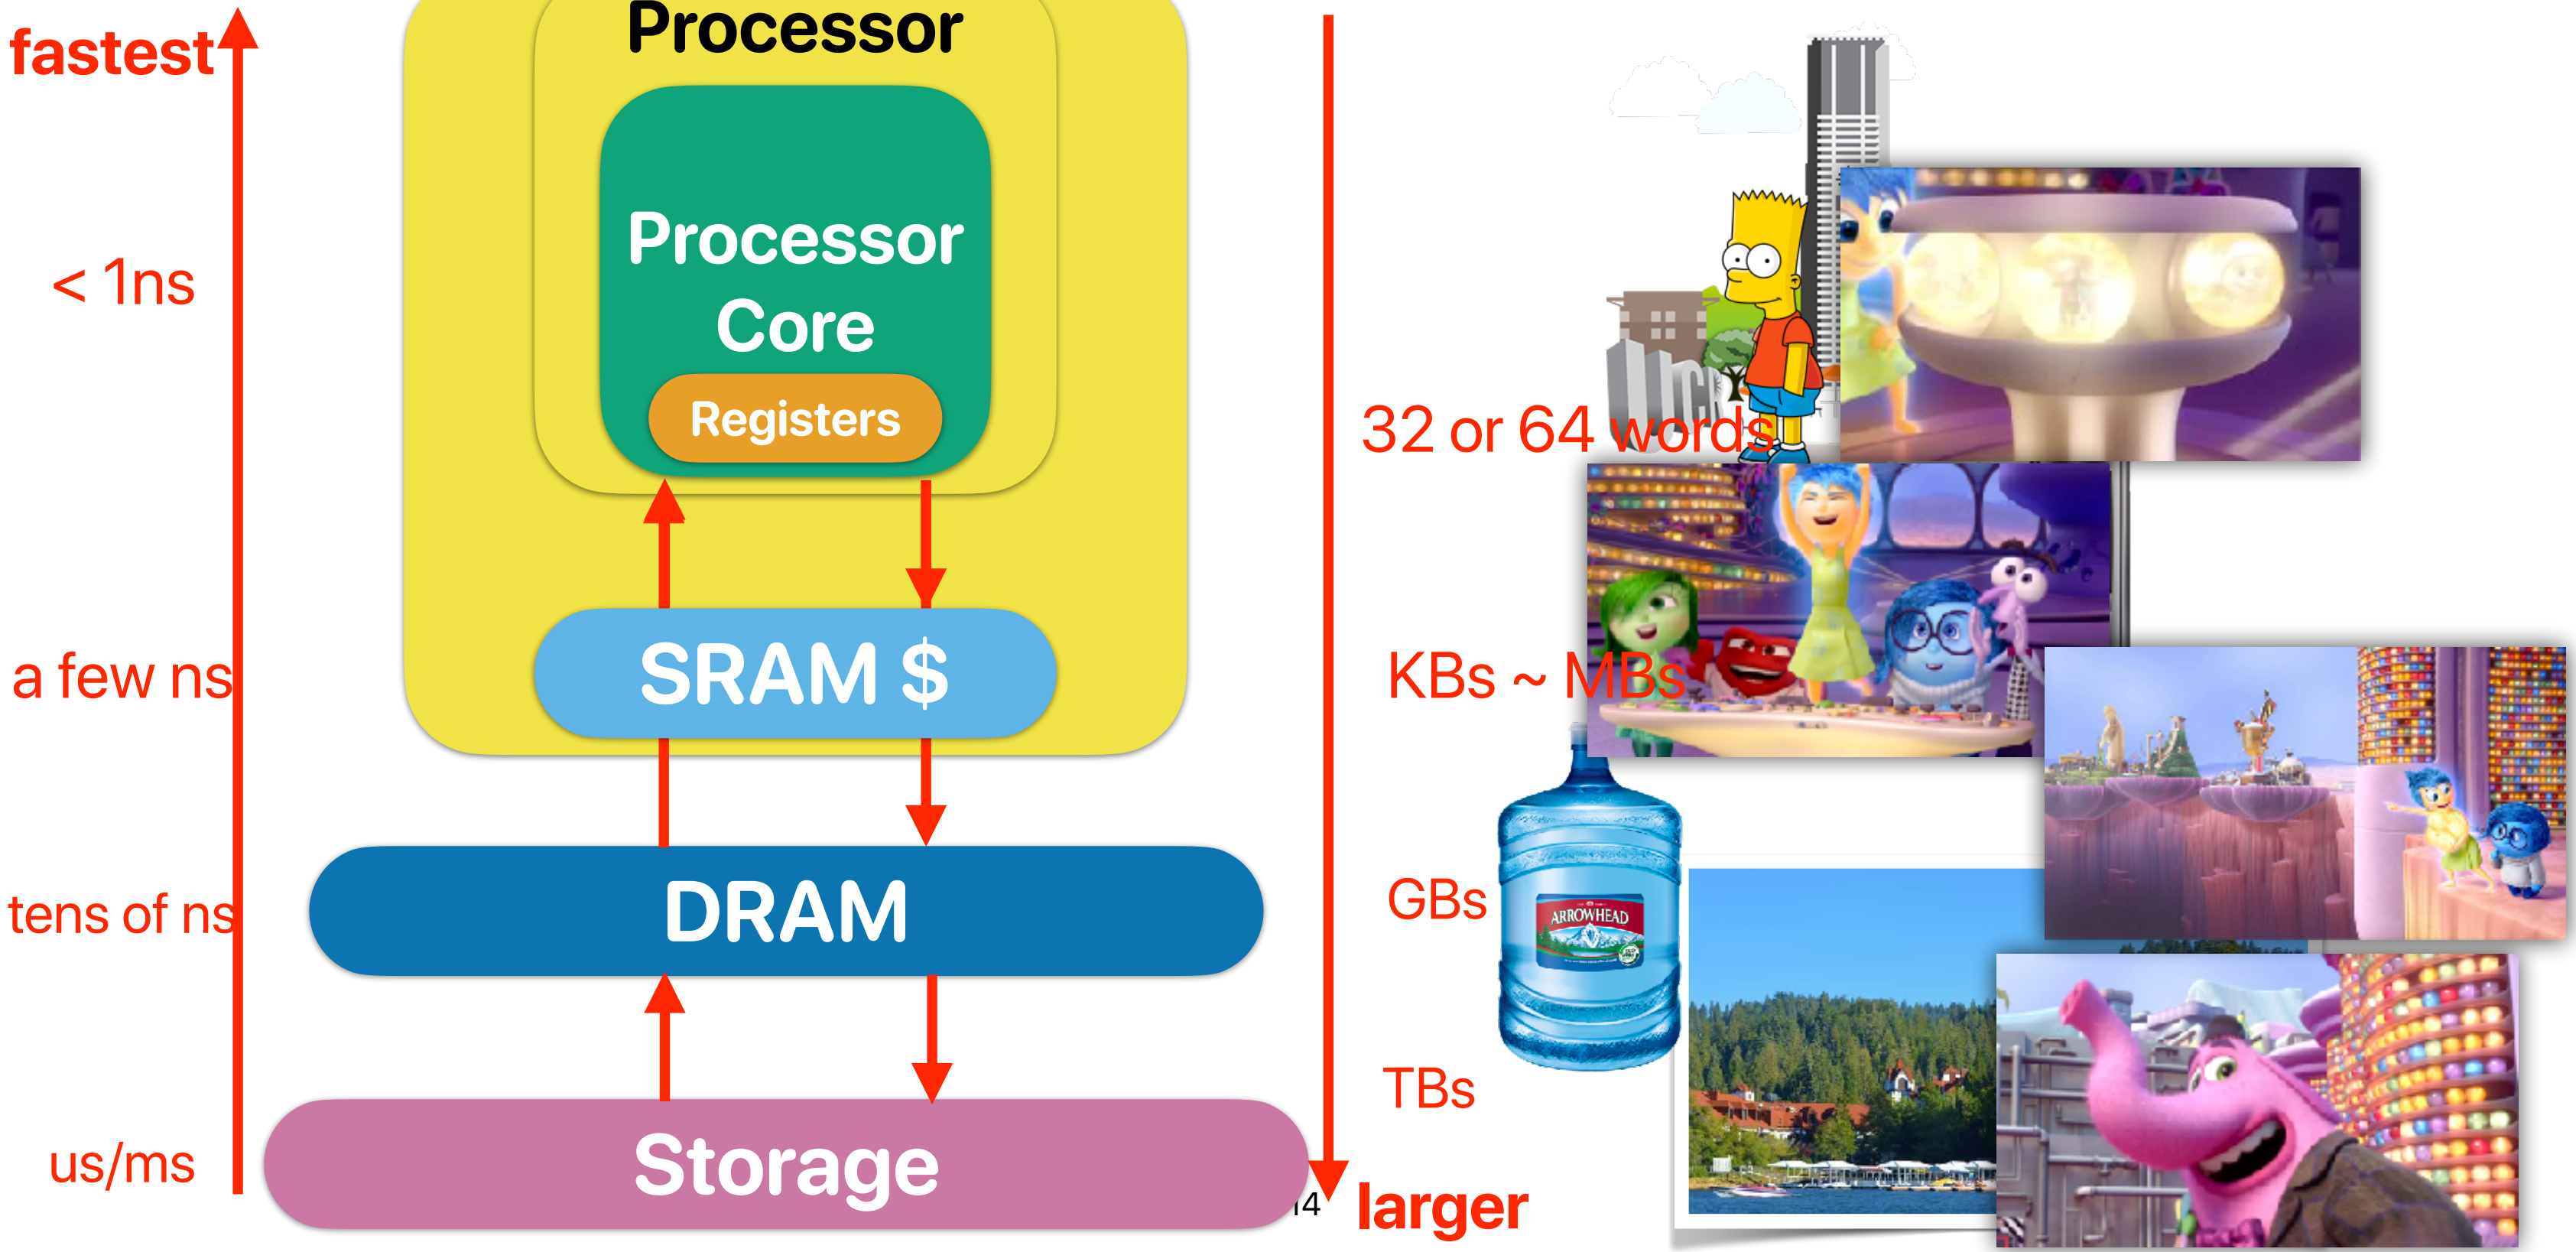 fastest
Processor
Processor
Core
< 1ns
Registers
32 or 64 words
SRAM $
a few ns
KBs ~ MBs
DRAM
tens of ns
GBs
ARROWHEAD
TBs
Storage
us/ms
14
larger